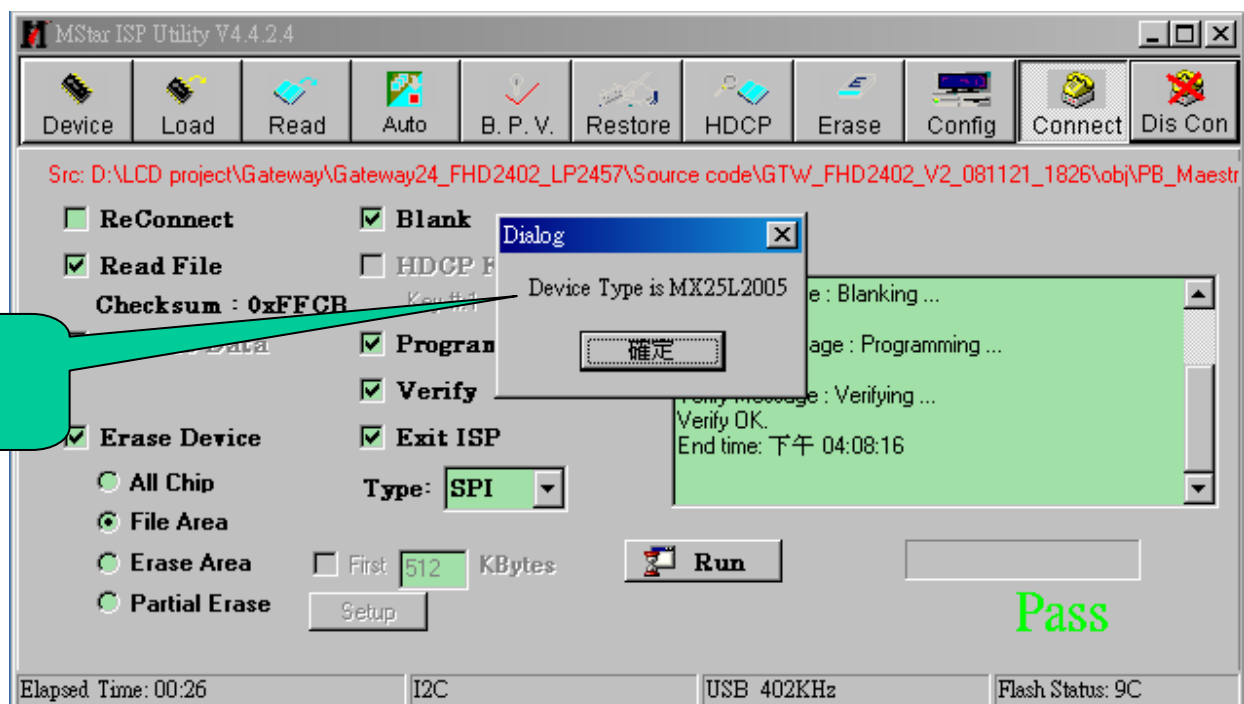 MStar ISP Utility V4.4.2.4
Device Load Read Auto B. P. V. Restore HDCP Erase Config Connect Dis Con
Src: D:\LCD project\Gateway\Gateway24_FHD2402_LP2457\Source code\GTW_FHD2402_V2_081121_1826\obj\PB_Maestr
ReConnect
Read File
Checksum : 0xFFCB
Data
Erase Device
All Chip
File Area
Erase Area
Partial Erase
Blank
HDCP
Program
Verify
Exit ISP
Type: SPI
First 512 KBytes
Setup
Dialog
Device Type is MX25L2005
確定
e : Blanking ...
age : Programming ...
Verify Message : Verifying ...
Verify OK.
End time: 下午 04:08:16
Run
Pass
Elapsed Time: 00:26 I2C USB 402KHz Flash Status: 9C